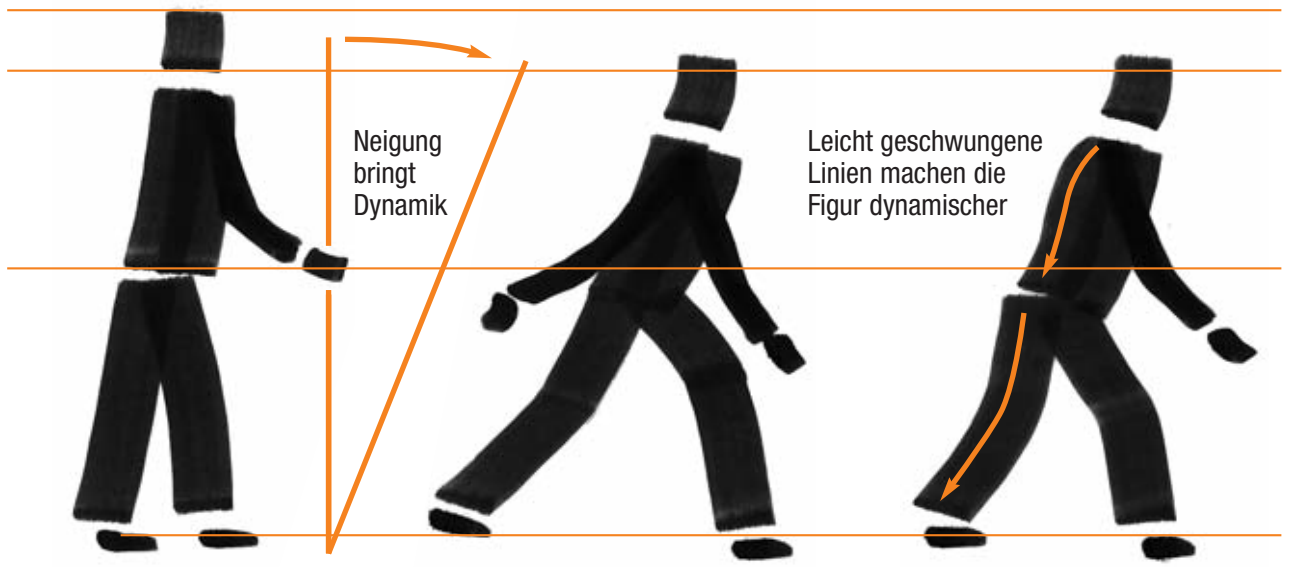 Neigung
bringt
Dynamik
Leicht geschwungene
Linien machen die
Figur dynamischer